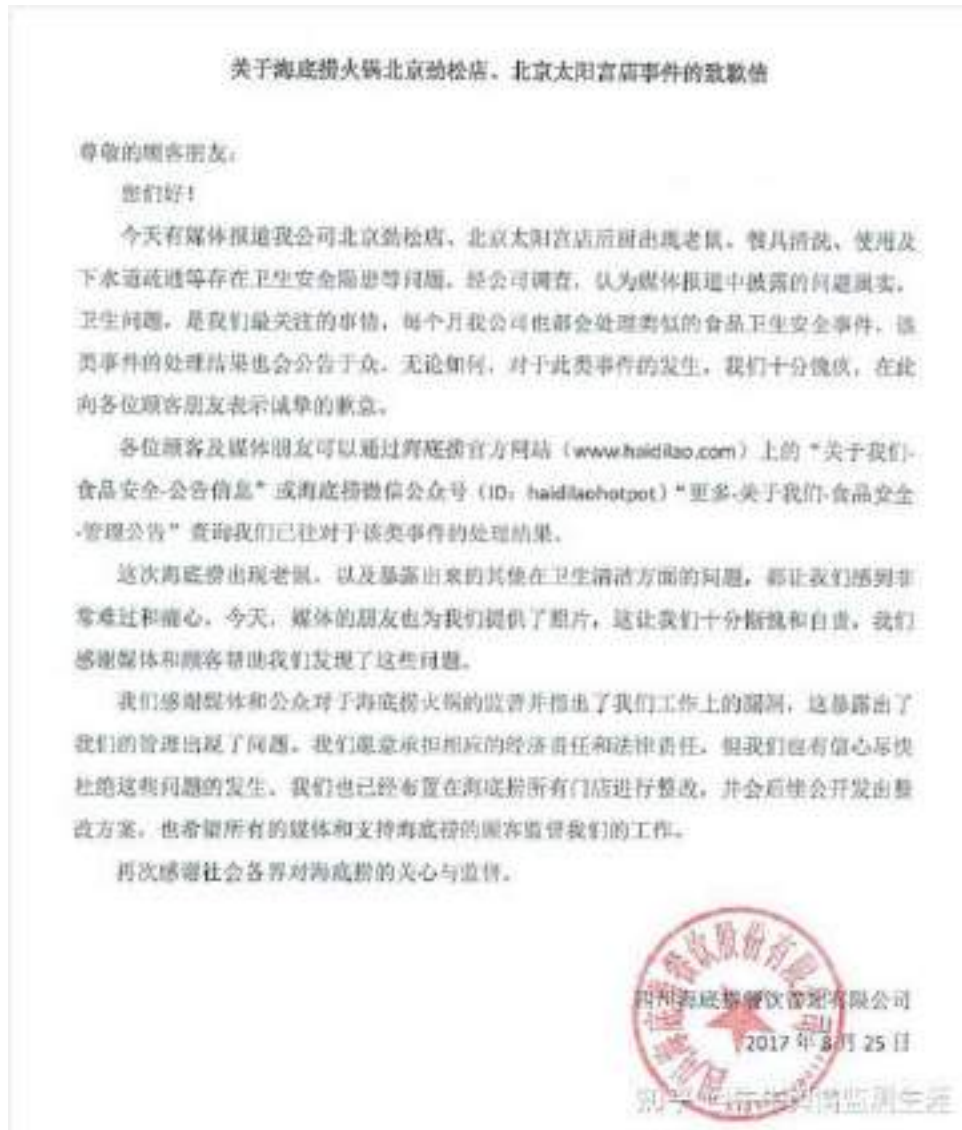 关于海底捞火锅北京劲松店、北京太阳宫店事件的致歉信
尊敬的顾客朋友：
您们好！
今天有媒体报道我公司北京劲松店、北京太阳宫店后厨出现老鼠、餐具清洗、使用及
下水道疏通等存在卫生安全隐患等问题。经公司调查，认为媒体报道中披露的问题属实。
卫生问题，是我们最关注的事情，每个月我公司也都会处理类似的食品卫生安全事件，该
类事件的处理结果也会公告于众。无论如何，对于此类事件的发生，我们十分愧疚，在此
向各位顾客朋友表示诚挚的歉意。
各位顾客及媒体朋友可以通过海底捞官方网站（www.haidilao.com）上的“关于我们-
食品安全-公告信息”或海底捞微信公众号（ID：haidilaohotpot）“更多-关于我们-食品安全
-管理公告”查询我们已往对于该类事件的处理结果。
这次海底捞出现老鼠，以及暴露出来的其他在卫生清洁方面的问题，都让我们感到非
常难过和痛心，今天，媒体的朋友也为我们提供了照片，这让我们十分惭愧和自责，我们
感谢媒体和顾客帮助我们发现了这些问题。
我们感谢媒体和公众对于海底捞火锅的监督并指出了我们工作上的漏洞，这暴露出了
我们的管理出现了问题。我们愿意承担相应的经济责任和法律责任，但我们也有信心尽快
杜绝这些问题的发生。我们也已经布置在海底捞所有门店进行整改，并会后续公开发出整
改方案，也希望所有的媒体和支持海底捞的顾客监督我们的工作。
再次感谢社会各界对海底捞的关心与监督。
四川海底捞餐饮股份有限公司
四川海底捞餐饮管理有限公司
2017 年 8 月 25 日
知乎
监测生涯